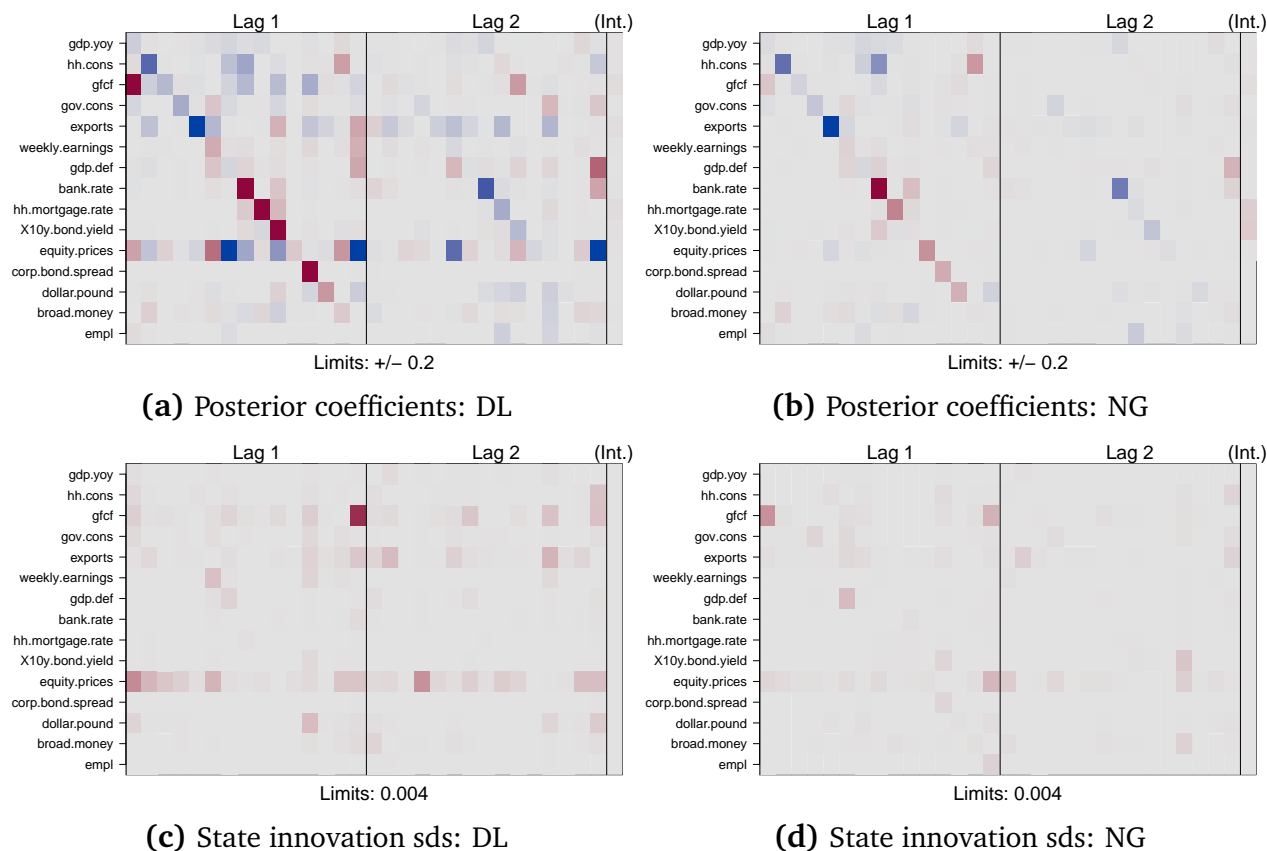 Lag 1 Lag 2 (Int.)
gdp.yoy
hh.cons
gfcf
gov.cons
exports
weekly.earnings
gdp.def
bank.rate
hh.mortgage.rate
X10y.bond.yield
equity.prices
corp.bond.spread
dollar.pound
broad.money
empl
Limits: +/− 0.2
(a) Posterior coefficients: DL
Lag 1 Lag 2 (Int.)
gdp.yoy
hh.cons
gfcf
gov.cons
exports
weekly.earnings
gdp.def
bank.rate
hh.mortgage.rate
X10y.bond.yield
equity.prices
corp.bond.spread
dollar.pound
broad.money
empl
Limits: +/− 0.2
(b) Posterior coefficients: NG
Lag 1 Lag 2 (Int.)
gdp.yoy
hh.cons
gfcf
gov.cons
exports
weekly.earnings
gdp.def
bank.rate
hh.mortgage.rate
X10y.bond.yield
equity.prices
corp.bond.spread
dollar.pound
broad.money
empl
Limits: 0.004
(c) State innovation sds: DL
Lag 1 Lag 2 (Int.)
gdp.yoy
hh.cons
gfcf
gov.cons
exports
weekly.earnings
gdp.def
bank.rate
hh.mortgage.rate
X10y.bond.yield
equity.prices
corp.bond.spread
dollar.pound
broad.money
empl
Limits: 0.004
(d) State innovation sds: NG